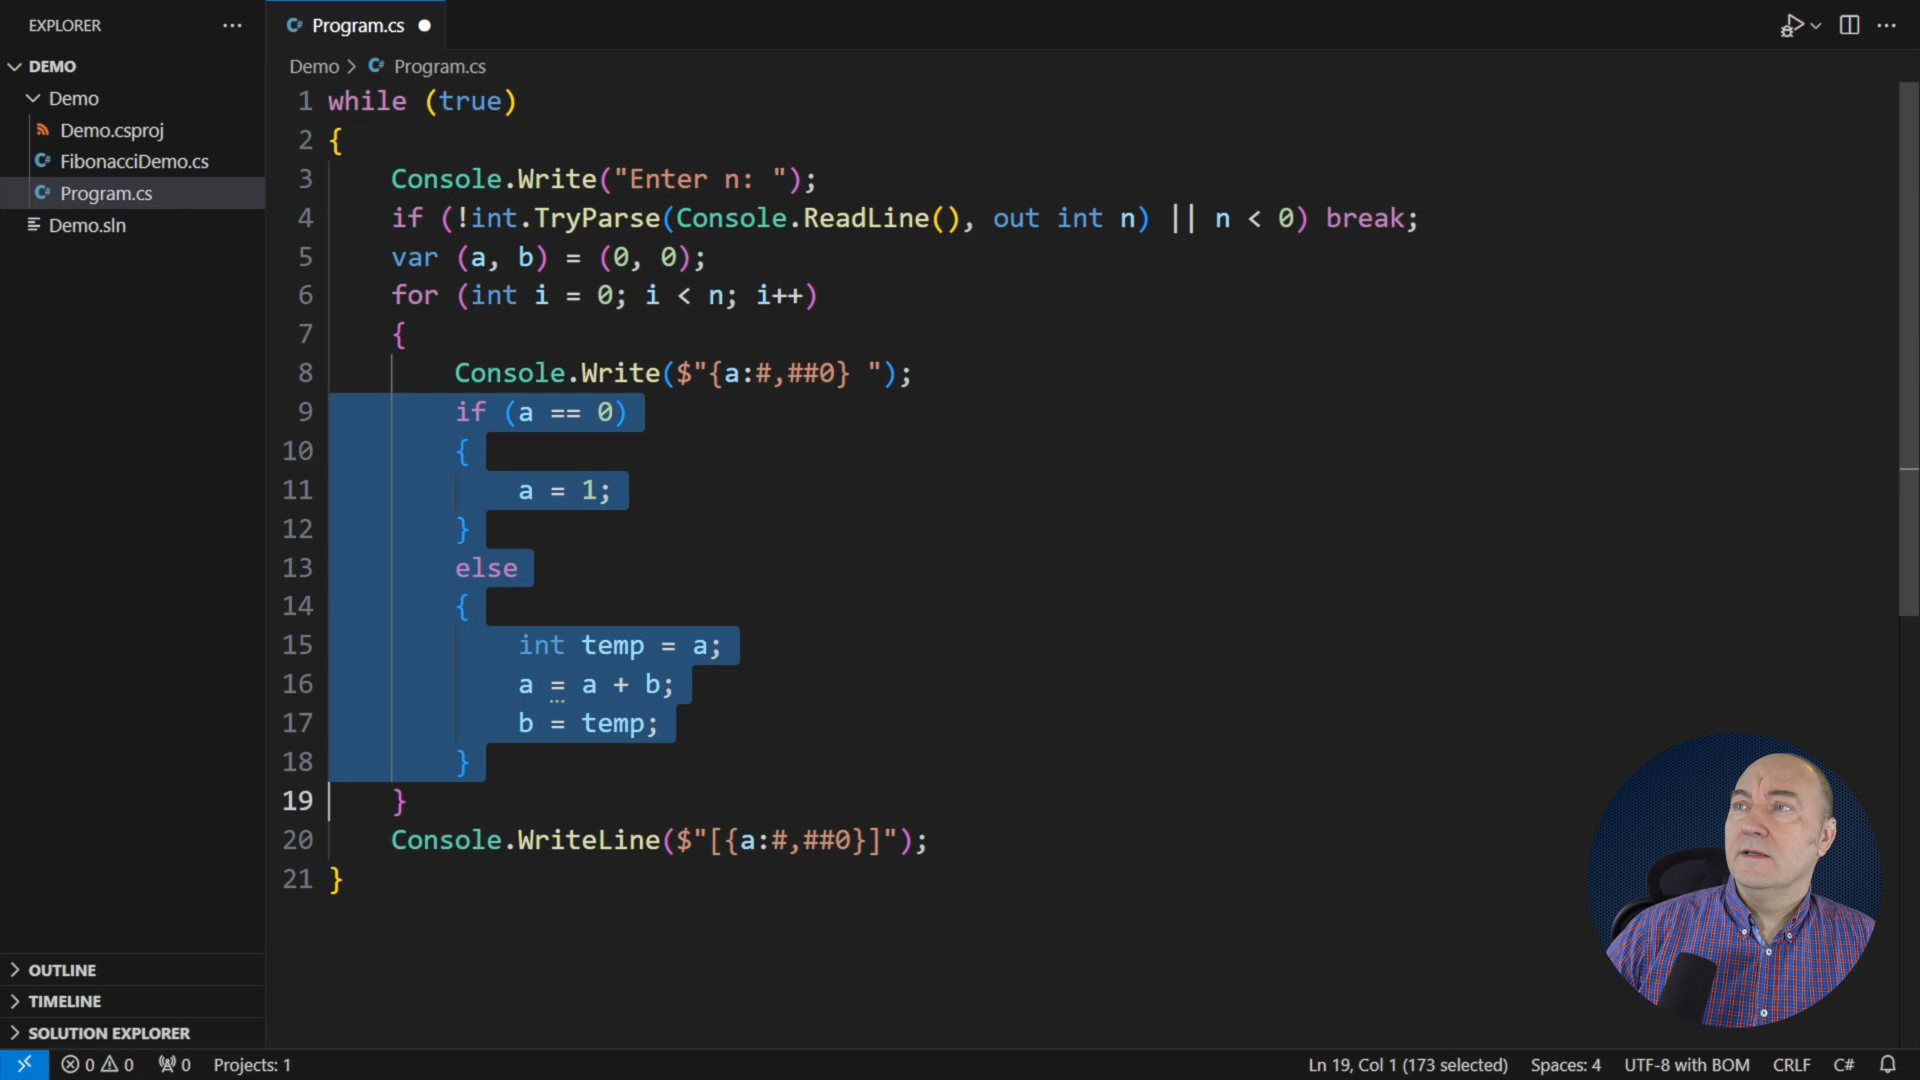 EXPLORER
DEMO
Demo
Demo.csproj
FibonacciDemo.cs
Program.cs
Demo.sln
OUTLINE
TIMELINE
SOLUTION EXPLORER
Program.cs
Demo > Program.cs
1 while (true)
2 {
3 Console.Write("Enter n: ");
4 if (!int.TryParse(Console.ReadLine(), out int n) || n < 0) break;
5 var (a, b) = (0, 0);
6 for (int i = 0; i < n; i++)
7 {
8 Console.Write($"{a:#,##0} ");
9 if (a == 0)
10 {
11 a = 1;
12 }
13 else
14 {
15 int temp = a;
16 a = a + b;
17 b = temp;
18 }
19 }
20 Console.WriteLine($"[{a:#,##0}]");
21 }
0 0 0 Projects: 1 Ln 19, Col 1 (173 selected) Spaces: 4 UTF-8 with BOM CRLF C#